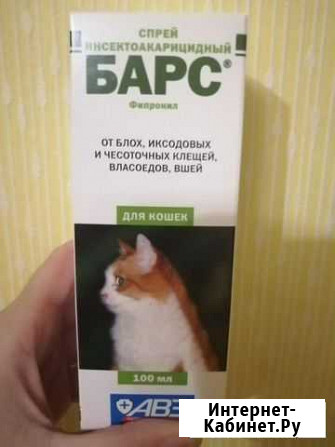 СПРЕЙ
ИНСЕКТОАКАРИЦИДНЫЙ
БАРС®
Фипронил
ОТ БЛОХ, ИКСОДОВЫХ
И ЧЕСОТОЧНЫХ КЛЕЩЕЙ,
ВЛАСОЕДОВ, ВШЕЙ
ДЛЯ КОШЕК
100 мл
АВЗ
Интернет-
Кабинет.Ру